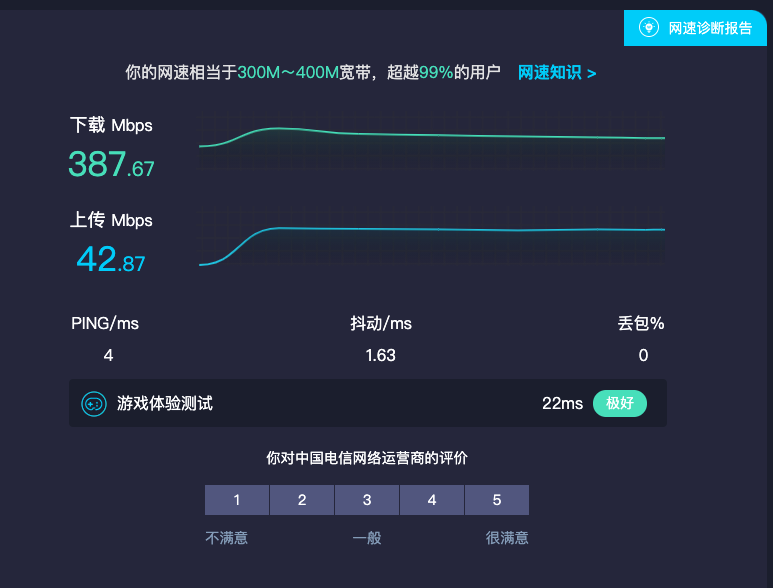 网速诊断报告
你的网速相当于300M～400M宽带，超越99%的用户 网速知识 >
下载 Mbps
387.67
上传 Mbps
42.87
PING/ms 抖动/ms 丢包%
4 1.63 0
游戏体验测试 22ms 极好
你对中国电信网络运营商的评价
1 2 3 4 5
不满意 一般 很满意